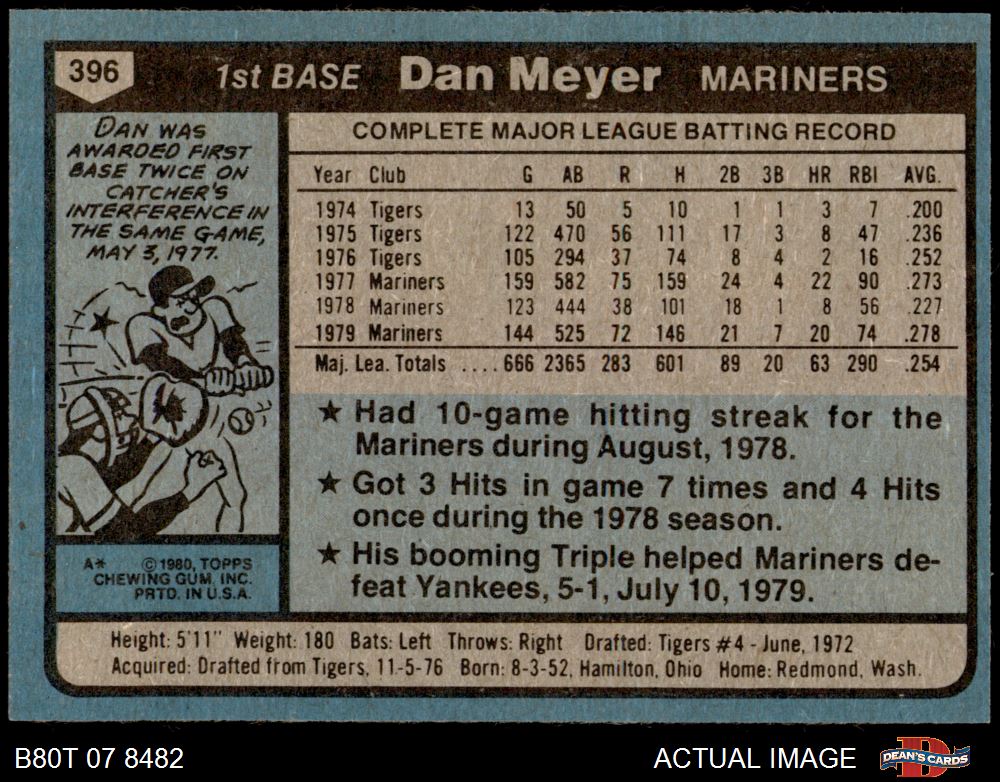 396
1st BASE Dan Meyer MARINERS
DAN WAS
AWARDED FIRST
BASE TWICE ON
CATCHER'S
INTERFERENCE IN
THE SAME GAME,
MAY 3, 1977.
COMPLETE MAJOR LEAGUE BATTING RECORD
Year Club G AB R H 2B 3B HR RBI AVG.
1974 Tigers 13 50 5 10 1 1 3 7 .200
1975 Tigers 122 470 56 111 17 3 8 47 .236
1976 Tigers 105 294 37 74 8 4 2 16 .252
1977 Mariners 159 582 75 159 24 4 22 90 .273
1978 Mariners 123 444 38 101 18 1 8 56 .227
1979 Mariners 144 525 72 146 21 7 20 74 .278
Maj. Lea. Totals .... 666 2365 283 601 89 20 63 290 .254
★ Had 10-game hitting streak for the
Mariners during August, 1978.
★ Got 3 Hits in game 7 times and 4 Hits
once during the 1978 season.
★ His booming Triple helped Mariners de-
feat Yankees, 5-1, July 10, 1979.
A* © 1980, TOPPS
CHEWING GUM, INC.
PRTD. IN U.S.A.
Height: 5'11" Weight: 180 Bats: Left Throws: Right Drafted: Tigers #4 - June, 1972
Acquired: Drafted from Tigers, 11-5-76 Born: 8-3-52, Hamilton, Ohio Home: Redmond, Wash.
B80T 07 8482 ACTUAL IMAGE
D
DEAN'S CARDS